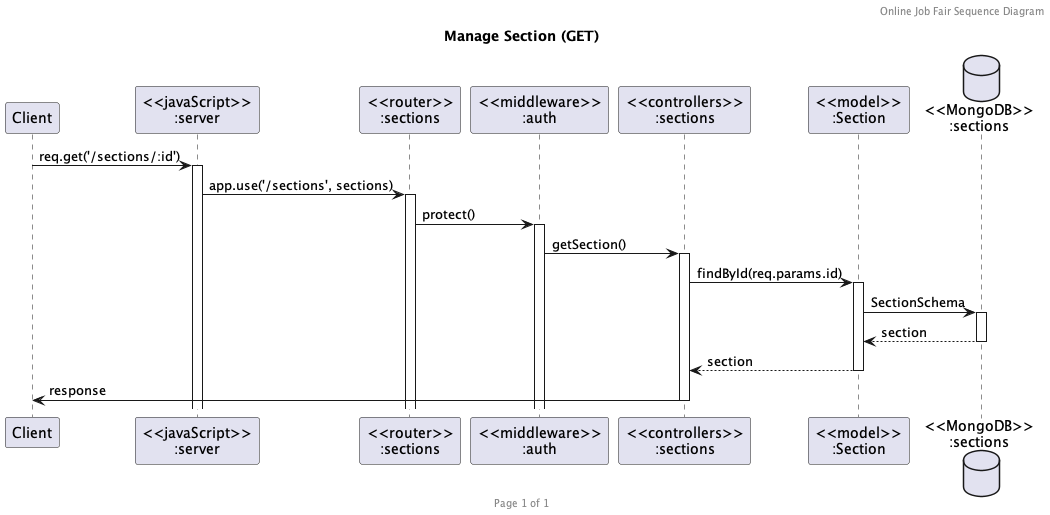 Online Job Fair Sequence Diagram
Manage Section (GET)
Client
<<javaScript>>
:server
<<router>>
:sections
<<middleware>>
:auth
<<controllers>>
:sections
<<model>>
:Section
<<MongoDB>>
:sections
req.get('/sections/:id')
app.use('/sections', sections)
protect()
getSection()
findById(req.params.id)
SectionSchema
section
section
response
Client
<<javaScript>>
:server
<<router>>
:sections
<<middleware>>
:auth
<<controllers>>
:sections
<<model>>
:Section
<<MongoDB>>
:sections
Page 1 of 1